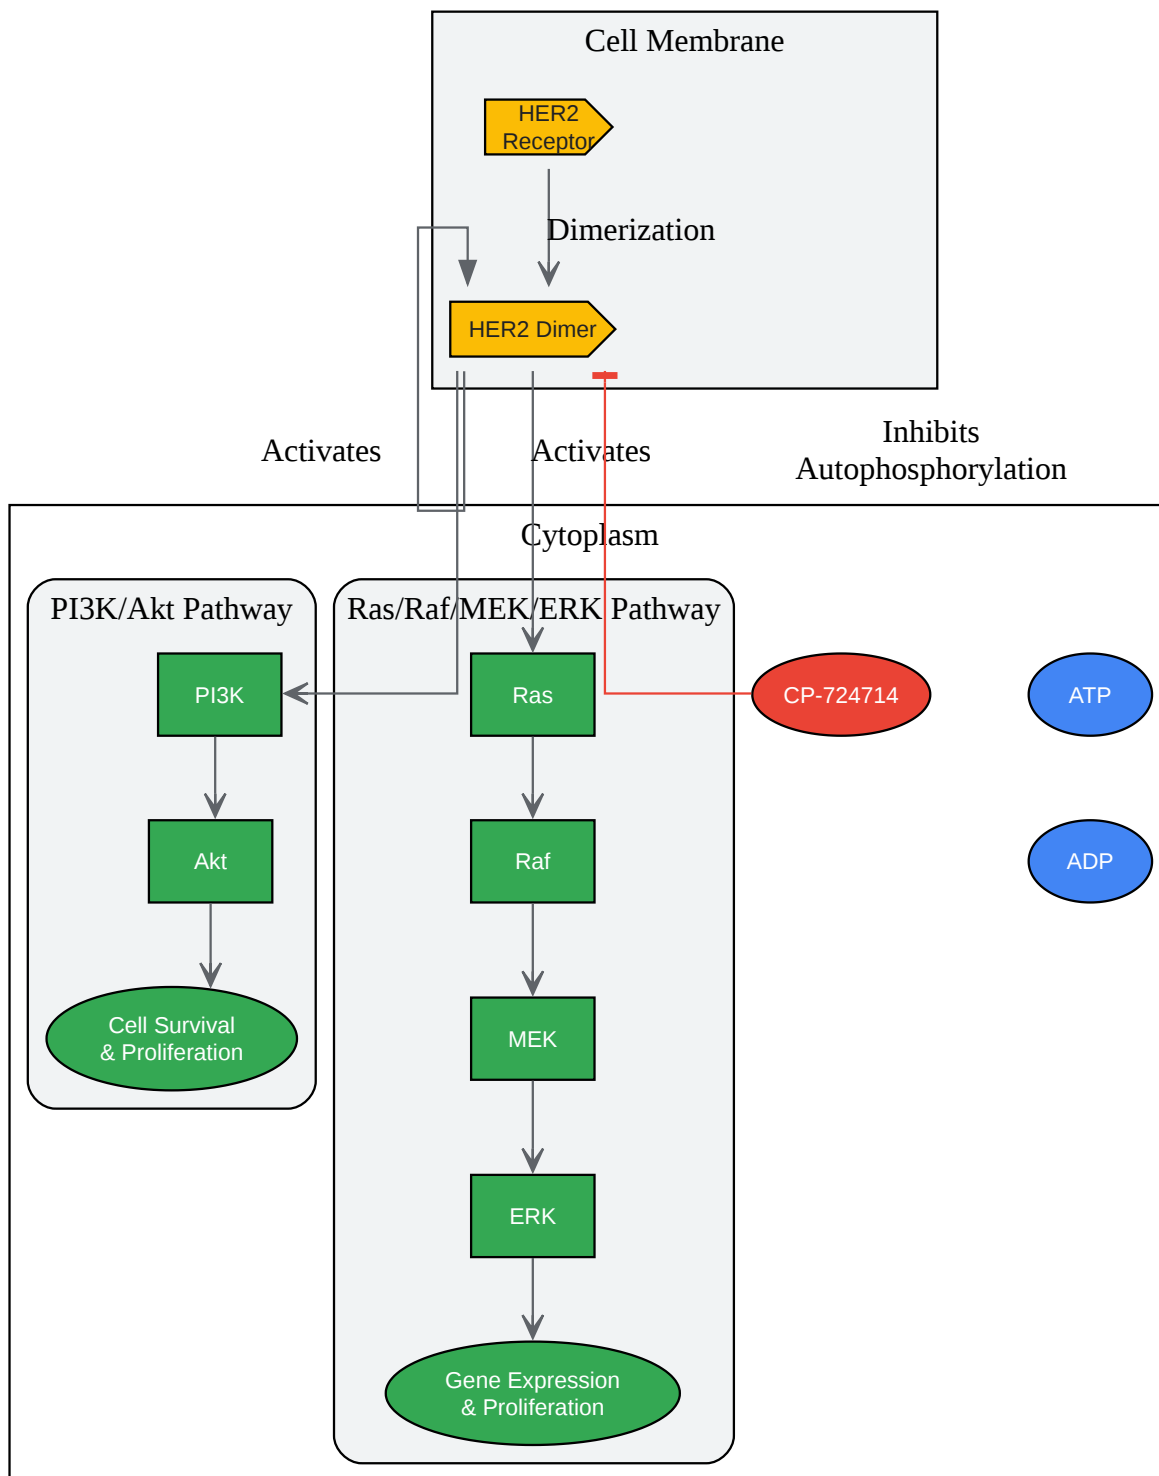 Cell Membrane
HER2
Receptor
Dimerization
HER2 Dimer
Activates
Activates
Inhibits
Autophosphorylation
Cytoplasm
PI3K/Akt Pathway
Ras/Raf/MEK/ERK Pathway
PI3K
Ras
CP-724714
ATP
Akt
Raf
ADP
Cell Survival
& Proliferation
MEK
ERK
Gene Expression
& Proliferation